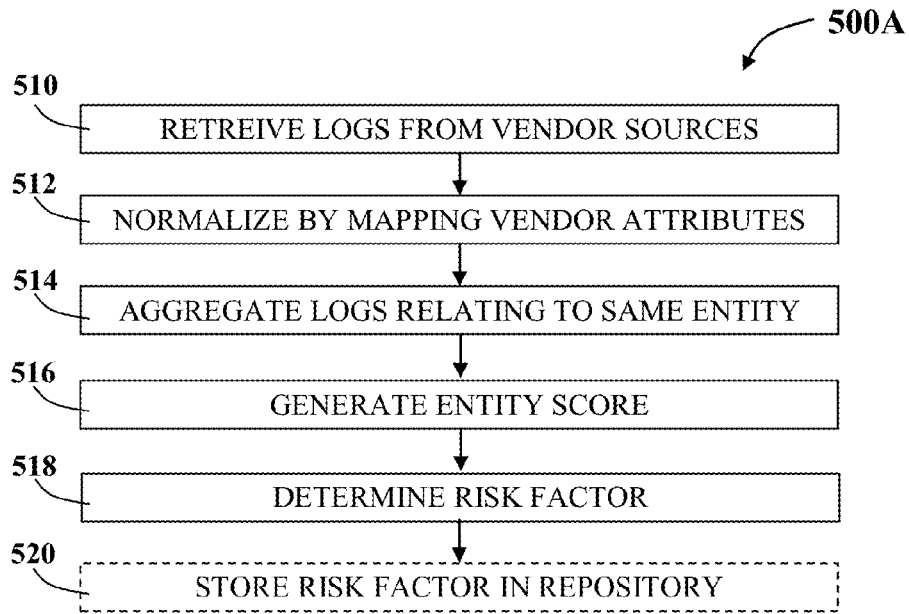 500A
510
RETREIVE LOGS FROM VENDOR SOURCES
512
NORMALIZE BY MAPPING VENDOR ATTRIBUTES
514
AGGREGATE LOGS RELATING TO SAME ENTITY
516
GENERATE ENTITY SCORE
518
DETERMINE RISK FACTOR
520
STORE RISK FACTOR IN REPOSITORY